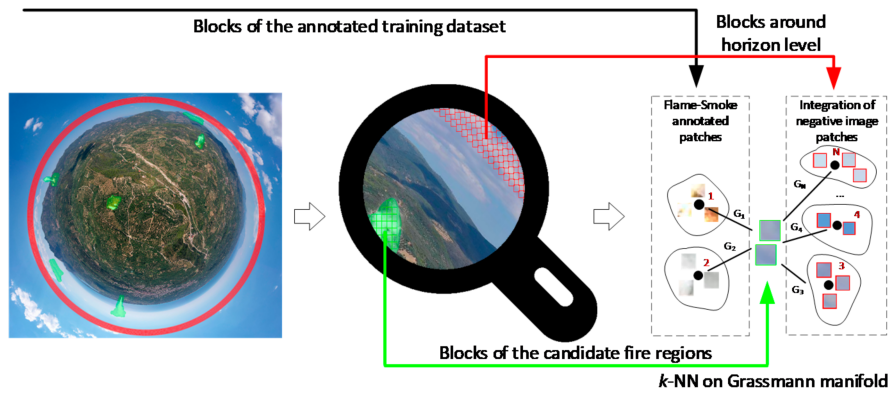 Blocks of the annotated training dataset
Blocks around
horizon level
Flame-Smoke
annotated
patches
Integration of
negative image
patches
1
G1
2
G2
N
GN
...
4
G4
3
G3
Blocks of the candidate fire regions
k-NN on Grassmann manifold